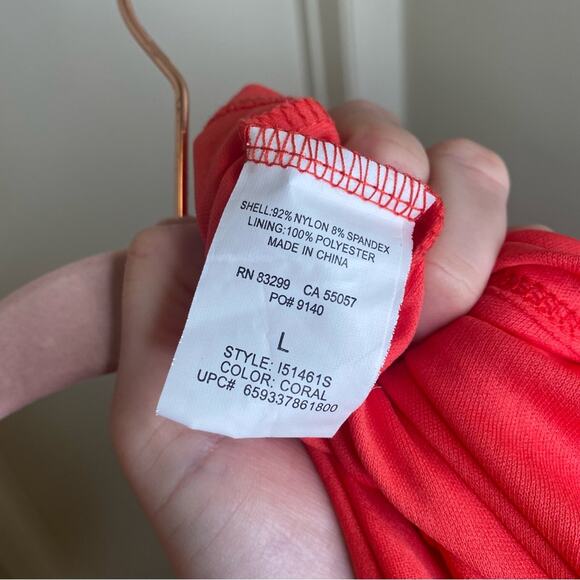 SHELL:92% NYLON 8% SPANDEX
LINING:100% POLYESTER
MADE IN CHINA
RN 83299 CA 55057
PO# 9140
L
STYLE: I51461S
COLOR: CORAL
UPC# 659337861800